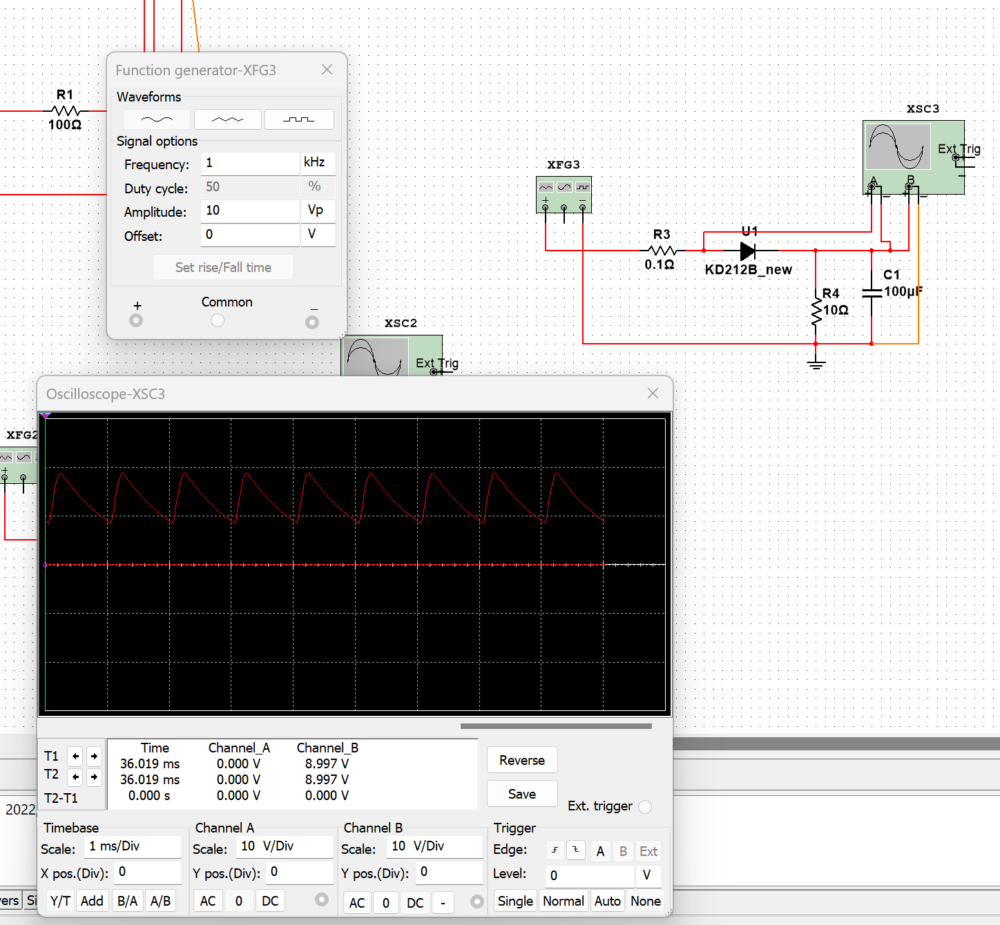 R1
100Ω
Function generator-XFG3
Waveforms
Signal options
Frequency: 1 kHz
Duty cycle: 50 %
Amplitude: 10 Vp
Offset: 0 V
Set rise/Fall time
+ Common −
XSC3
Ext Trig
A B
+ − + −
XFG3
+ −
R3
0.1Ω
U1
KD212B_new
R4
10Ω
C1
100µF
XSC2
Ext Trig
XFG2
+
Oscilloscope-XSC3
Time Channel_A Channel_B
T1 36.019 ms 0.000 V 8.997 V
T2 36.019 ms 0.000 V 8.997 V
T2-T1 0.000 s 0.000 V 0.000 V
Reverse
Save
Ext. trigger
2022,
Timebase
Scale: 1 ms/Div
X pos.(Div): 0
Y/T Add B/A A/B
Channel A
Scale: 10 V/Div
Y pos.(Div): 0
AC 0 DC
Channel B
Scale: 10 V/Div
Y pos.(Div): 0
AC 0 DC -
Trigger
Edge: A B Ext
Level: 0 V
Single Normal Auto None